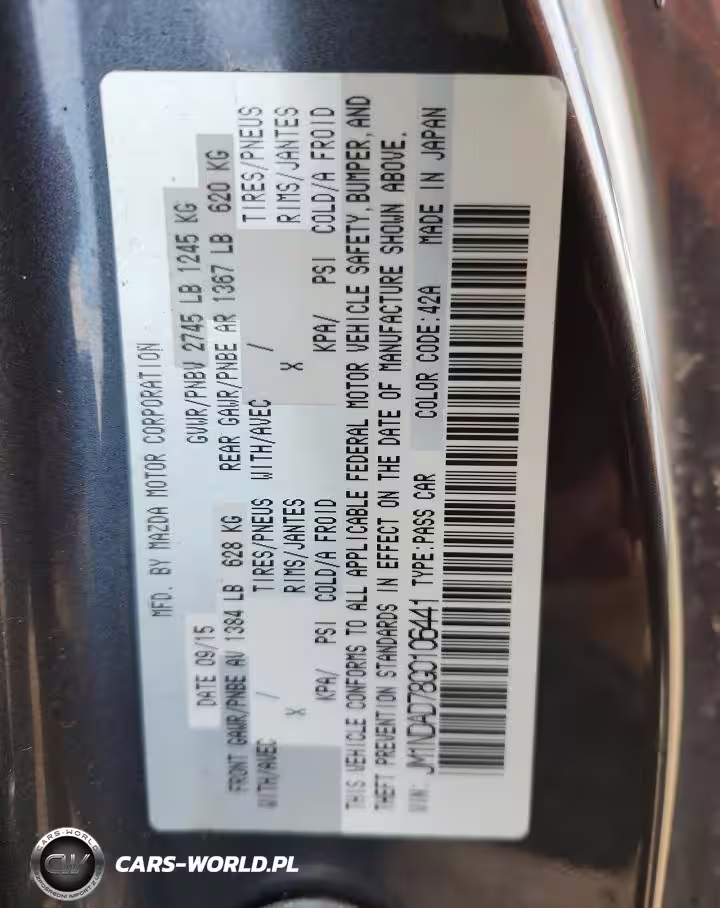 MFD. BY MAZDA MOTOR CORPORATION
DATE 09/15 GVWR/PNBV 2745 LB 1245 KG
FRONT GAWR/PNBE AV 1384 LB 628 KG REAR GAWR/PNBE AR 1367 LB 620 KG
WITH/AVEC / TIRES/PNEUS WITH/AVEC / TIRES/PNEUS
X RIMS/JANTES X RIMS/JANTES
KPA/ PSI COLD/A FROID KPA/ PSI COLD/A FROID
THIS VEHICLE CONFORMS TO ALL APPLICABLE FEDERAL MOTOR VEHICLE SAFETY, BUMPER, AND
THEFT PREVENTION STANDARDS IN EFFECT ON THE DATE OF MANUFACTURE SHOWN ABOVE.
VIN: JM1NDAD78G0106441 TYPE:PASS CAR COLOR CODE:42A MADE IN JAPAN
CARS-WORLD
CW
CARS-WORLD.PL